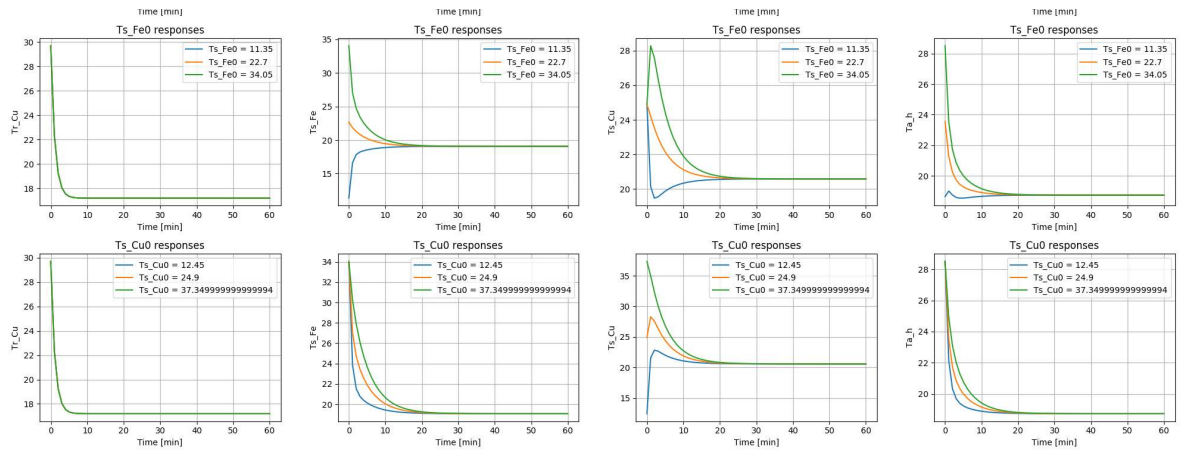 Time [min] Time [min] Time [min] Time [min]
Ts_Fe0 responses Ts_Fe0 responses Ts_Fe0 responses Ts_Fe0 responses
Tr_Cu
30
28
26
24
22
20
18
Ts_Fe0 = 11.35
Ts_Fe0 = 22.7
Ts_Fe0 = 34.05
0 10 20 30 40 50 60
Time [min]
Ts_Fe
35
30
25
20
15
Ts_Fe0 = 11.35
Ts_Fe0 = 22.7
Ts_Fe0 = 34.05
0 10 20 30 40 50 60
Time [min]
Ts_Cu
28
26
24
22
20
Ts_Fe0 = 11.35
Ts_Fe0 = 22.7
Ts_Fe0 = 34.05
0 10 20 30 40 50 60
Time [min]
Ta_h
28
26
24
22
20
Ts_Fe0 = 11.35
Ts_Fe0 = 22.7
Ts_Fe0 = 34.05
0 10 20 30 40 50 60
Time [min]
Ts_Cu0 responses Ts_Cu0 responses Ts_Cu0 responses Ts_Cu0 responses
Tr_Cu
30
28
26
24
22
20
18
Ts_Cu0 = 12.45
Ts_Cu0 = 24.9
Ts_Cu0 = 37.349999999999994
0 10 20 30 40 50 60
Time [min]
Ts_Fe
34
32
30
28
26
24
22
20
Ts_Cu0 = 12.45
Ts_Cu0 = 24.9
Ts_Cu0 = 37.349999999999994
0 10 20 30 40 50 60
Time [min]
Ts_Cu
35
30
25
20
15
Ts_Cu0 = 12.45
Ts_Cu0 = 24.9
Ts_Cu0 = 37.349999999999994
0 10 20 30 40 50 60
Time [min]
Ta_h
28
26
24
22
20
Ts_Cu0 = 12.45
Ts_Cu0 = 24.9
Ts_Cu0 = 37.349999999999994
0 10 20 30 40 50 60
Time [min]